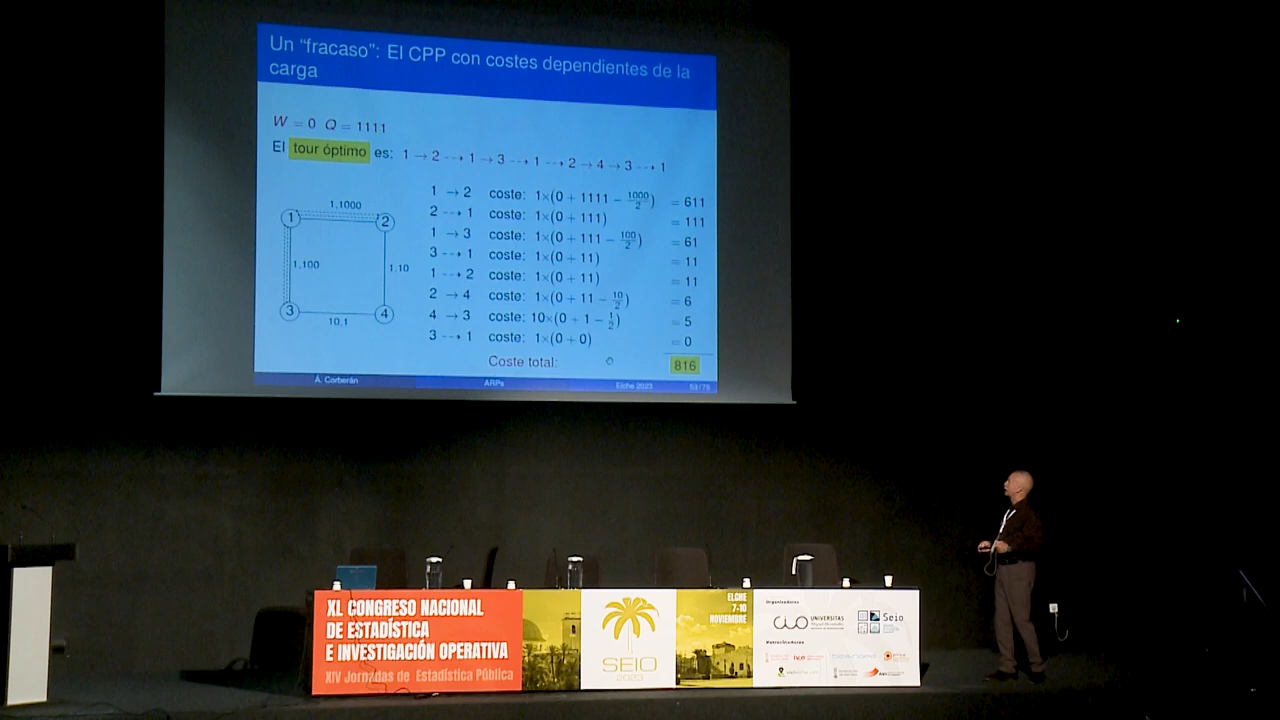 Un “fracaso”: El CPP con costes dependientes de la
carga
W = 0 Q = 1111
El tour óptimo es: 1 → 2 --→ 1 → 3 --→ 1 --→ 2 → 4 → 3 --→ 1
1 → 2 coste: 1×(0 + 1111 − 1000/2) = 611
2 --→ 1 coste: 1×(0 + 111) = 111
1 → 3 coste: 1×(0 + 111 − 100/2) = 61
3 --→ 1 coste: 1×(0 + 11) = 11
1 --→ 2 coste: 1×(0 + 11) = 11
2 → 4 coste: 1×(0 + 11 − 10/2) = 6
4 → 3 coste: 10×(0 + 1 − 1/2) = 5
3 --→ 1 coste: 1×(0 + 0) = 0
Coste total: 816
1,1000
1 2
1,100 1,10
3 4
10,1
Á. Corberán ARPs Elche 2023 53/75
XL CONGRESO NACIONAL
DE ESTADÍSTICA
E INVESTIGACIÓN OPERATIVA
XIV Jornadas de Estadística Pública
SEIO
2023
ELCHE
7-10
NOVIEMBRE
Organizadores
UNIVERSITAS
Miguel Hernández
Seio
Patrocinadores